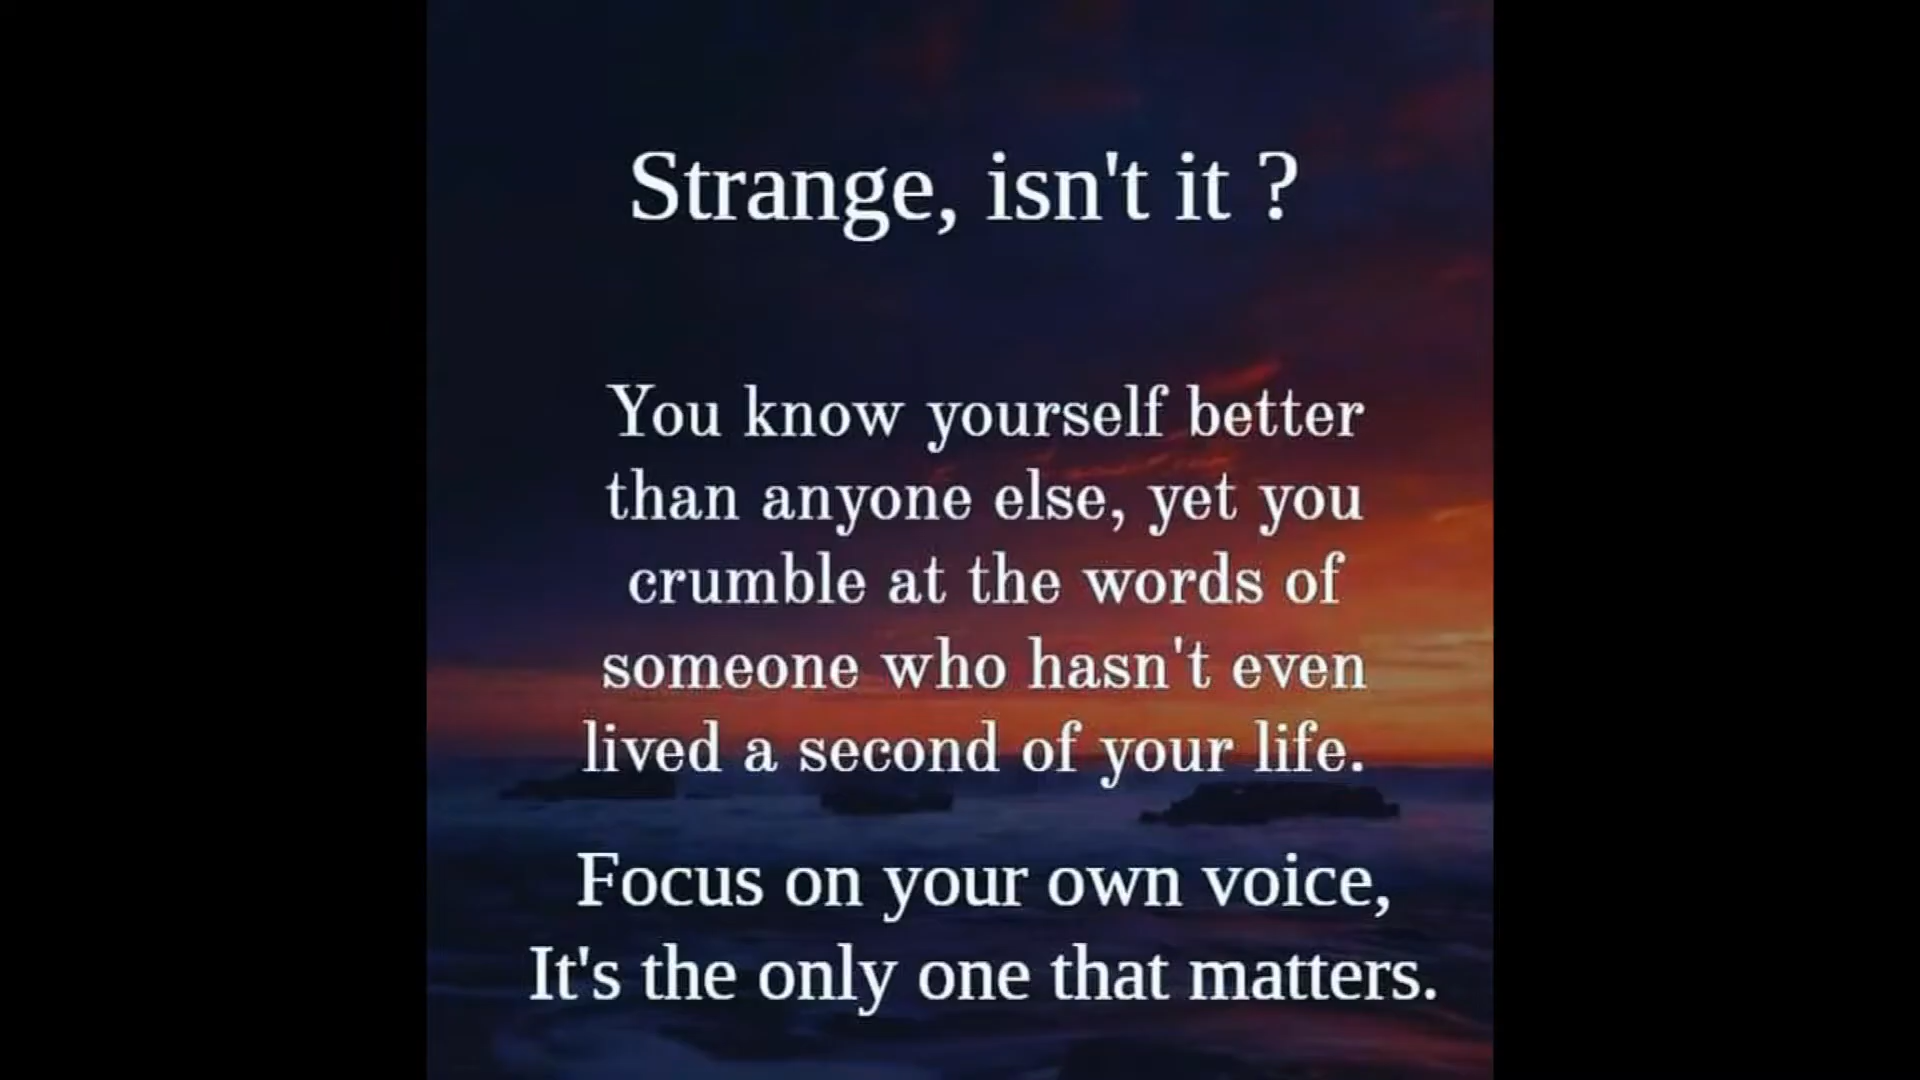 Strange, isn't it ?
You know yourself better
than anyone else, yet you
crumble at the words of
someone who hasn't even
lived a second of your life.
Focus on your own voice,
It's the only one that matters.